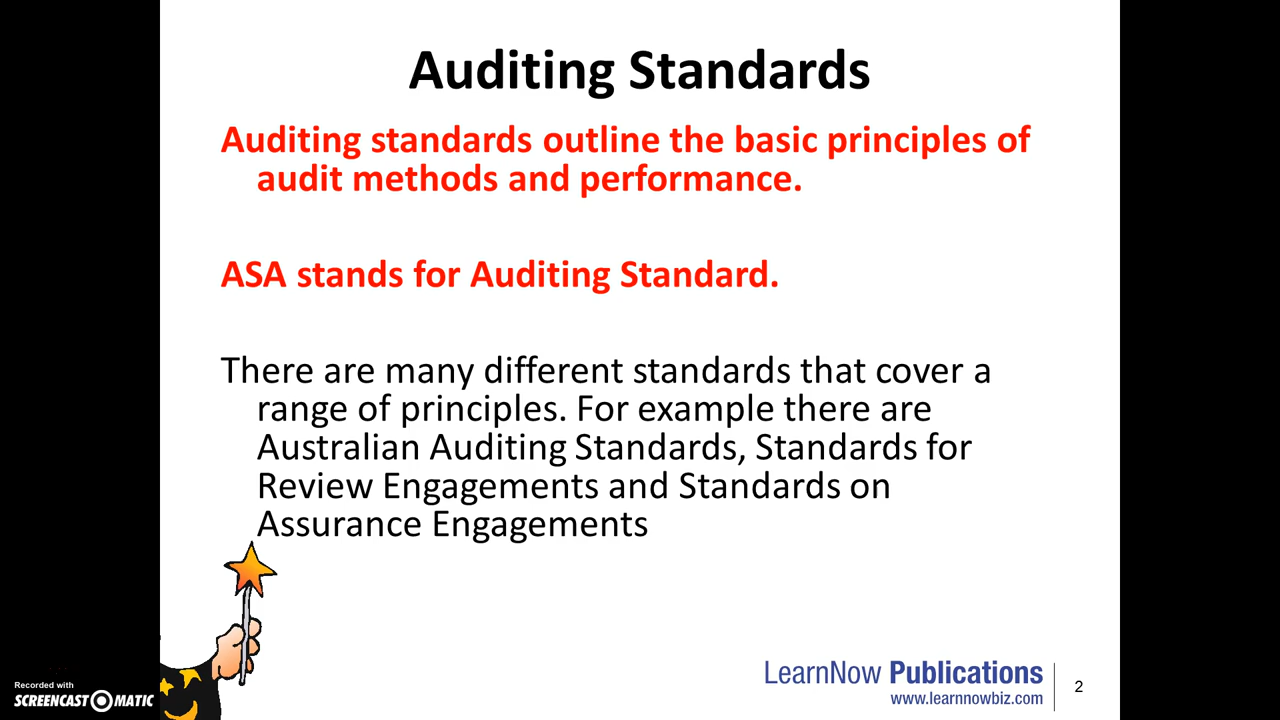 Auditing Standards
Auditing standards outline the basic principles of
audit methods and performance.
ASA stands for Auditing Standard.
There are many different standards that cover a
range of principles. For example there are
Australian Auditing Standards, Standards for
Review Engagements and Standards on
Assurance Engagements
LearnNow Publications
www.learnnowbiz.com
2
Recorded with
SCREENCAST-O-MATIC